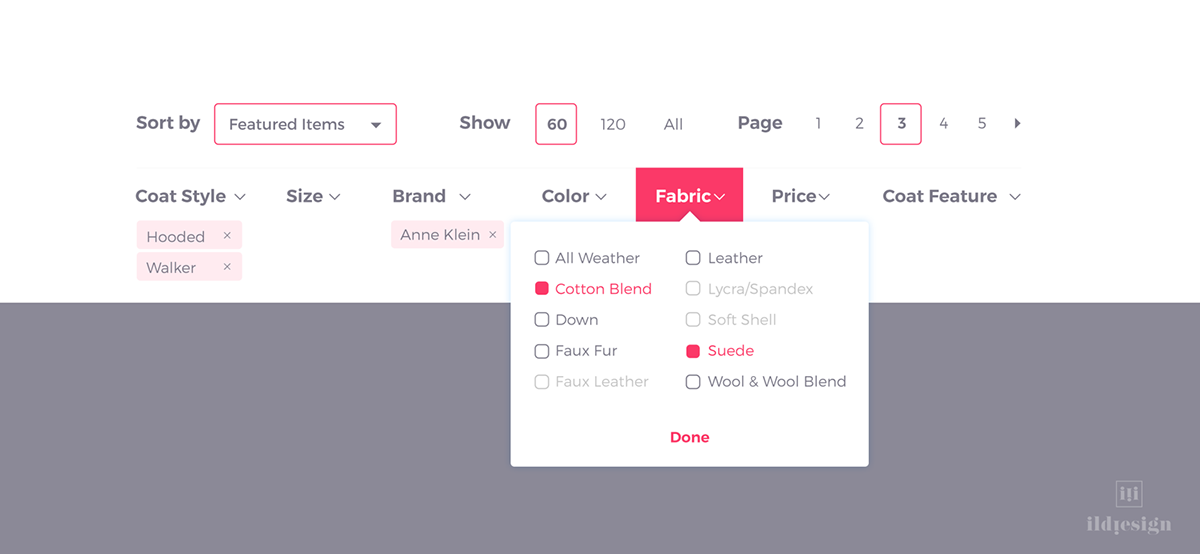 Sort by Featured Items Show 60 120 All Page 1 2 3 4 5
Coat Style Size Brand Color Fabric Price Coat Feature
Hooded ×
Walker ×
Anne Klein ×
All Weather
Cotton Blend
Down
Faux Fur
Faux Leather
Leather
Lycra/Spandex
Soft Shell
Suede
Wool & Wool Blend
Done
ildiesign